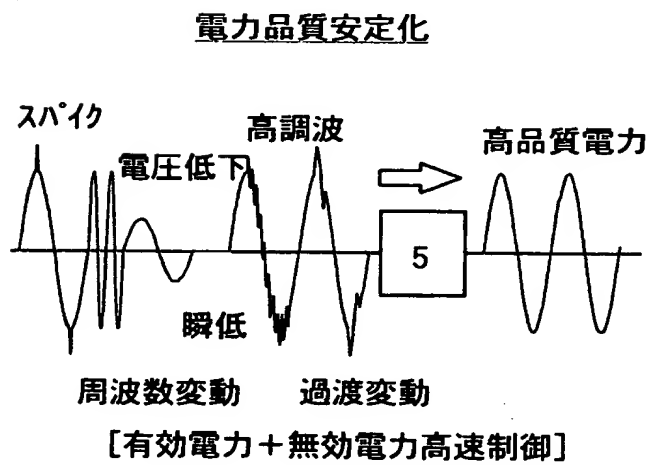 電力品質安定化
スパイク
高調波
電圧低下
高品質電力
5
瞬低
周波数変動
過渡変動
[有効電力+無効電力高速制御]